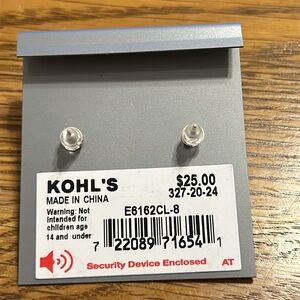 KOHL'S
MADE IN CHINA
Warning: Not
intended for
children age
14 and under
$25.00
327-20-24
E6162CL-8
7 22089 71654 1
Security Device Enclosed
AT